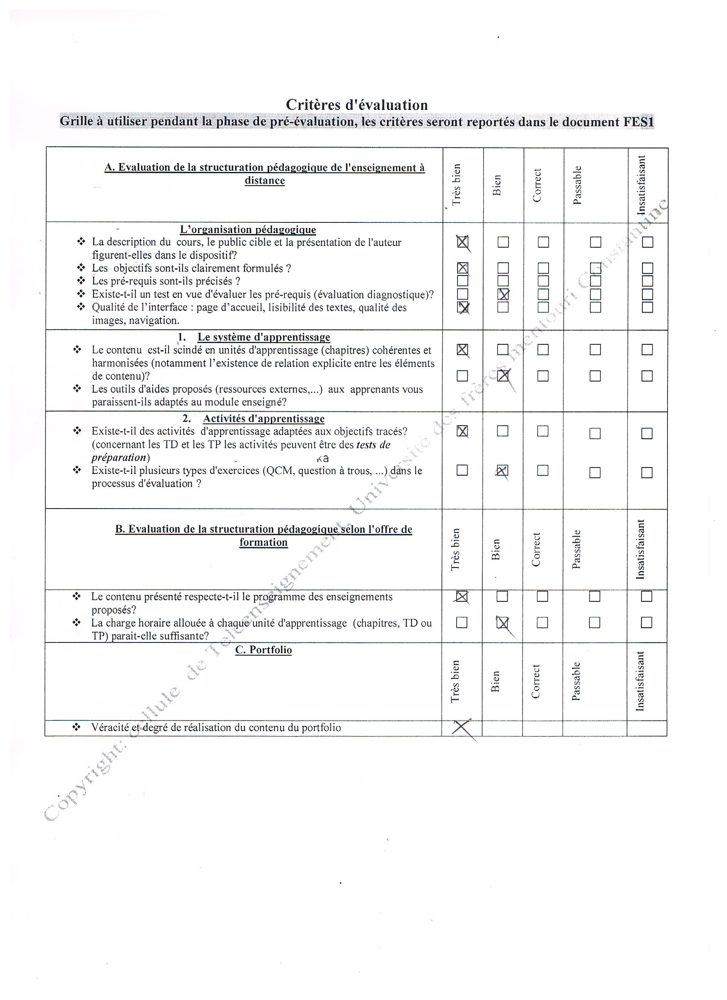 Critères d'évaluation
Grille à utiliser pendant la phase de pré-évaluation, les critères seront reportés dans le document FES1
A. Evaluation de la structuration pédagogique de l'enseignement à
distance
Très bien
Bien
Correct
Passable
Insatisfaisant
L'organisation pédagogique
❖ La description du cours, le public cible et la présentation de l'auteur
figurent-elles dans le dispositif?
❖ Les objectifs sont-ils clairement formulés ?
❖ Les pré-requis sont-ils précisés ?
❖ Existe-t-il un test en vue d'évaluer les pré-requis (évaluation diagnostique)?
❖ Qualité de l'interface : page d'accueil, lisibilité des textes, qualité des
images, navigation.
1. Le système d'apprentissage
❖ Le contenu est-il scindé en unités d'apprentissage (chapitres) cohérentes et
harmonisées (notamment l'existence de relation explicite entre les éléments
de contenu)?
❖ Les outils d'aides proposés (ressources externes,...) aux apprenants vous
paraissent-ils adaptés au module enseigné?
2. Activités d'apprentissage
❖ Existe-t-il des activités d'apprentissage adaptées aux objectifs tracés?
(concernant les TD et les TP les activités peuvent être des tests de
préparation)
❖ Existe-t-il plusieurs types d'exercices (QCM, question à trous, ...) dans le
processus d'évaluation ?
B. Evaluation de la structuration pédagogique selon l'offre de
formation
Très bien
Bien
Correct
Passable
Insatisfaisant
❖ Le contenu présenté respecte-t-il le programme des enseignements
proposés?
❖ La charge horaire allouée à chaque unité d'apprentissage (chapitres, TD ou
TP) parait-elle suffisante?
C. Portfolio
Très bien
Bien
Correct
Passable
Insatisfaisant
❖ Véracité et degré de réalisation du contenu du portfolio
Copyright: cellule de Teleenseignement, Université des frères mentouri Constantine